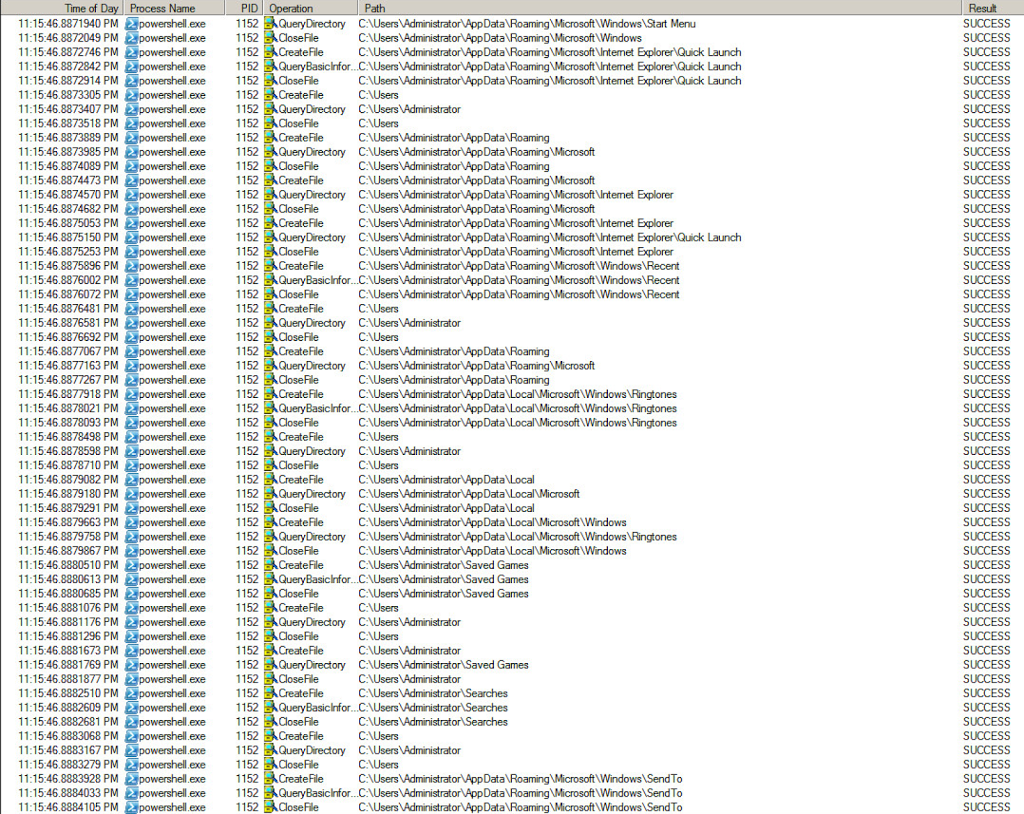 Time of Day Process Name PID Operation Path Result
11:15:46.8871940 PM powershell.exe 1152 QueryDirectory C:\Users\Administrator\AppData\Roaming\Microsoft\Windows\Start Menu SUCCESS
11:15:46.8872049 PM powershell.exe 1152 CloseFile C:\Users\Administrator\AppData\Roaming\Microsoft\Windows SUCCESS
11:15:46.8872746 PM powershell.exe 1152 CreateFile C:\Users\Administrator\AppData\Roaming\Microsoft\Internet Explorer\Quick Launch SUCCESS
11:15:46.8872842 PM powershell.exe 1152 QueryBasicInfor... C:\Users\Administrator\AppData\Roaming\Microsoft\Internet Explorer\Quick Launch SUCCESS
11:15:46.8872914 PM powershell.exe 1152 CloseFile C:\Users\Administrator\AppData\Roaming\Microsoft\Internet Explorer\Quick Launch SUCCESS
11:15:46.8873305 PM powershell.exe 1152 CreateFile C:\Users SUCCESS
11:15:46.8873407 PM powershell.exe 1152 QueryDirectory C:\Users\Administrator SUCCESS
11:15:46.8873518 PM powershell.exe 1152 CloseFile C:\Users SUCCESS
11:15:46.8873889 PM powershell.exe 1152 CreateFile C:\Users\Administrator\AppData\Roaming SUCCESS
11:15:46.8873985 PM powershell.exe 1152 QueryDirectory C:\Users\Administrator\AppData\Roaming\Microsoft SUCCESS
11:15:46.8874089 PM powershell.exe 1152 CloseFile C:\Users\Administrator\AppData\Roaming SUCCESS
11:15:46.8874473 PM powershell.exe 1152 CreateFile C:\Users\Administrator\AppData\Roaming\Microsoft SUCCESS
11:15:46.8874570 PM powershell.exe 1152 QueryDirectory C:\Users\Administrator\AppData\Roaming\Microsoft\Internet Explorer SUCCESS
11:15:46.8874682 PM powershell.exe 1152 CloseFile C:\Users\Administrator\AppData\Roaming\Microsoft SUCCESS
11:15:46.8875053 PM powershell.exe 1152 CreateFile C:\Users\Administrator\AppData\Roaming\Microsoft\Internet Explorer SUCCESS
11:15:46.8875150 PM powershell.exe 1152 QueryDirectory C:\Users\Administrator\AppData\Roaming\Microsoft\Internet Explorer\Quick Launch SUCCESS
11:15:46.8875253 PM powershell.exe 1152 CloseFile C:\Users\Administrator\AppData\Roaming\Microsoft\Internet Explorer SUCCESS
11:15:46.8875896 PM powershell.exe 1152 CreateFile C:\Users\Administrator\AppData\Roaming\Microsoft\Windows\Recent SUCCESS
11:15:46.8876002 PM powershell.exe 1152 QueryBasicInfor... C:\Users\Administrator\AppData\Roaming\Microsoft\Windows\Recent SUCCESS
11:15:46.8876072 PM powershell.exe 1152 CloseFile C:\Users\Administrator\AppData\Roaming\Microsoft\Windows\Recent SUCCESS
11:15:46.8876481 PM powershell.exe 1152 CreateFile C:\Users SUCCESS
11:15:46.8876581 PM powershell.exe 1152 QueryDirectory C:\Users\Administrator SUCCESS
11:15:46.8876692 PM powershell.exe 1152 CloseFile C:\Users SUCCESS
11:15:46.8877067 PM powershell.exe 1152 CreateFile C:\Users\Administrator\AppData\Roaming SUCCESS
11:15:46.8877163 PM powershell.exe 1152 QueryDirectory C:\Users\Administrator\AppData\Roaming\Microsoft SUCCESS
11:15:46.8877267 PM powershell.exe 1152 CloseFile C:\Users\Administrator\AppData\Roaming SUCCESS
11:15:46.8877918 PM powershell.exe 1152 CreateFile C:\Users\Administrator\AppData\Local\Microsoft\Windows\Ringtones SUCCESS
11:15:46.8878021 PM powershell.exe 1152 QueryBasicInfor... C:\Users\Administrator\AppData\Local\Microsoft\Windows\Ringtones SUCCESS
11:15:46.8878093 PM powershell.exe 1152 CloseFile C:\Users\Administrator\AppData\Local\Microsoft\Windows\Ringtones SUCCESS
11:15:46.8878498 PM powershell.exe 1152 CreateFile C:\Users SUCCESS
11:15:46.8878598 PM powershell.exe 1152 QueryDirectory C:\Users\Administrator SUCCESS
11:15:46.8878710 PM powershell.exe 1152 CloseFile C:\Users SUCCESS
11:15:46.8879082 PM powershell.exe 1152 CreateFile C:\Users\Administrator\AppData\Local SUCCESS
11:15:46.8879180 PM powershell.exe 1152 QueryDirectory C:\Users\Administrator\AppData\Local\Microsoft SUCCESS
11:15:46.8879291 PM powershell.exe 1152 CloseFile C:\Users\Administrator\AppData\Local SUCCESS
11:15:46.8879663 PM powershell.exe 1152 CreateFile C:\Users\Administrator\AppData\Local\Microsoft\Windows SUCCESS
11:15:46.8879758 PM powershell.exe 1152 QueryDirectory C:\Users\Administrator\AppData\Local\Microsoft\Windows\Ringtones SUCCESS
11:15:46.8879867 PM powershell.exe 1152 CloseFile C:\Users\Administrator\AppData\Local\Microsoft\Windows SUCCESS
11:15:46.8880510 PM powershell.exe 1152 CreateFile C:\Users\Administrator\Saved Games SUCCESS
11:15:46.8880613 PM powershell.exe 1152 QueryBasicInfor... C:\Users\Administrator\Saved Games SUCCESS
11:15:46.8880685 PM powershell.exe 1152 CloseFile C:\Users\Administrator\Saved Games SUCCESS
11:15:46.8881076 PM powershell.exe 1152 CreateFile C:\Users SUCCESS
11:15:46.8881176 PM powershell.exe 1152 QueryDirectory C:\Users\Administrator SUCCESS
11:15:46.8881296 PM powershell.exe 1152 CloseFile C:\Users SUCCESS
11:15:46.8881673 PM powershell.exe 1152 CreateFile C:\Users\Administrator SUCCESS
11:15:46.8881769 PM powershell.exe 1152 QueryDirectory C:\Users\Administrator\Saved Games SUCCESS
11:15:46.8881877 PM powershell.exe 1152 CloseFile C:\Users\Administrator SUCCESS
11:15:46.8882510 PM powershell.exe 1152 CreateFile C:\Users\Administrator\Searches SUCCESS
11:15:46.8882609 PM powershell.exe 1152 QueryBasicInfor... C:\Users\Administrator\Searches SUCCESS
11:15:46.8882681 PM powershell.exe 1152 CloseFile C:\Users\Administrator\Searches SUCCESS
11:15:46.8883068 PM powershell.exe 1152 CreateFile C:\Users SUCCESS
11:15:46.8883167 PM powershell.exe 1152 QueryDirectory C:\Users\Administrator SUCCESS
11:15:46.8883279 PM powershell.exe 1152 CloseFile C:\Users SUCCESS
11:15:46.8883928 PM powershell.exe 1152 CreateFile C:\Users\Administrator\AppData\Roaming\Microsoft\Windows\SendTo SUCCESS
11:15:46.8884033 PM powershell.exe 1152 QueryBasicInfor... C:\Users\Administrator\AppData\Roaming\Microsoft\Windows\SendTo SUCCESS
11:15:46.8884105 PM powershell.exe 1152 CloseFile C:\Users\Administrator\AppData\Roaming\Microsoft\Windows\SendTo SUCCESS